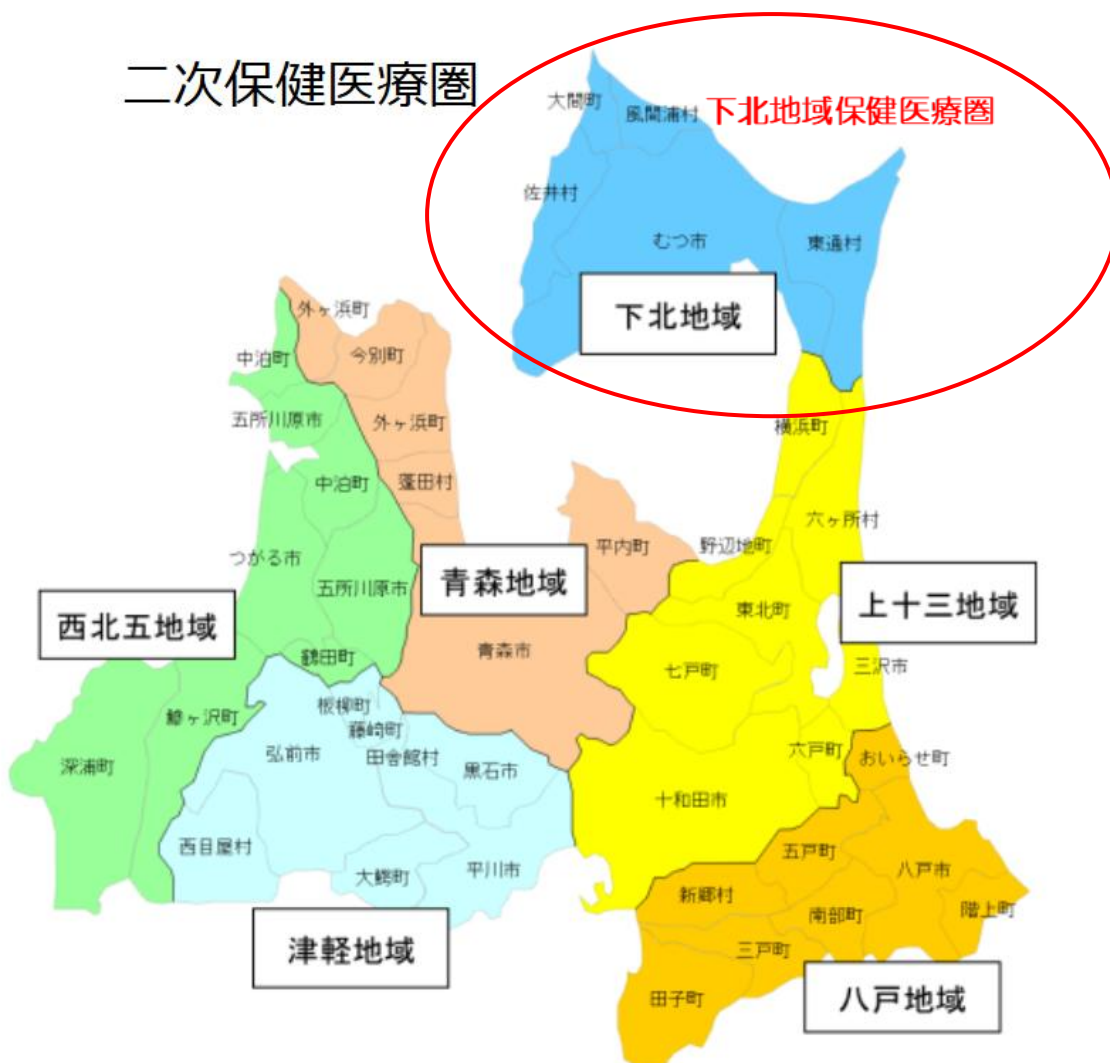 二次保健医療圏
大間町
風間浦村
下北地域保健医療圏
佐井村
むつ市
東通村
下北地域
外ヶ浜町
今別町
中泊町
五所川原市
外ヶ浜町
横浜町
中泊町
蓬田村
六ヶ所村
つがる市
平内町
野辺地町
五所川原市
青森地域
上十三地域
西北五地域
東北町
青森市
鶴田町
七戸町
三沢市
板柳町
鰺ヶ沢町
藤崎町
弘前市
田舎館村
六戸町
おいらせ町
深浦町
黒石市
十和田市
西目屋村
五戸町
八戸市
大鰐町
平川市
新郷村
南部町
階上町
津軽地域
三戸町
田子町
八戸地域